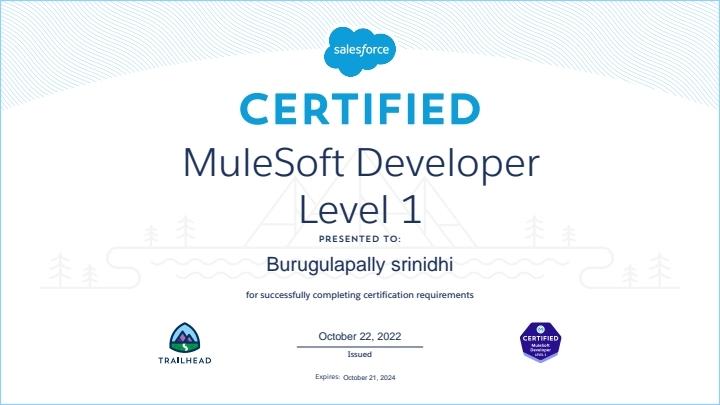 salesforce
CERTIFIED
MuleSoft Developer
Level 1
PRESENTED TO:
Burugulapally srinidhi
for successfully completing certification requirements
October 22, 2022
Issued
Expires: October 21, 2024
TRAILHEAD
CERTIFIED
MuleSoft
Developer
LEVEL 1